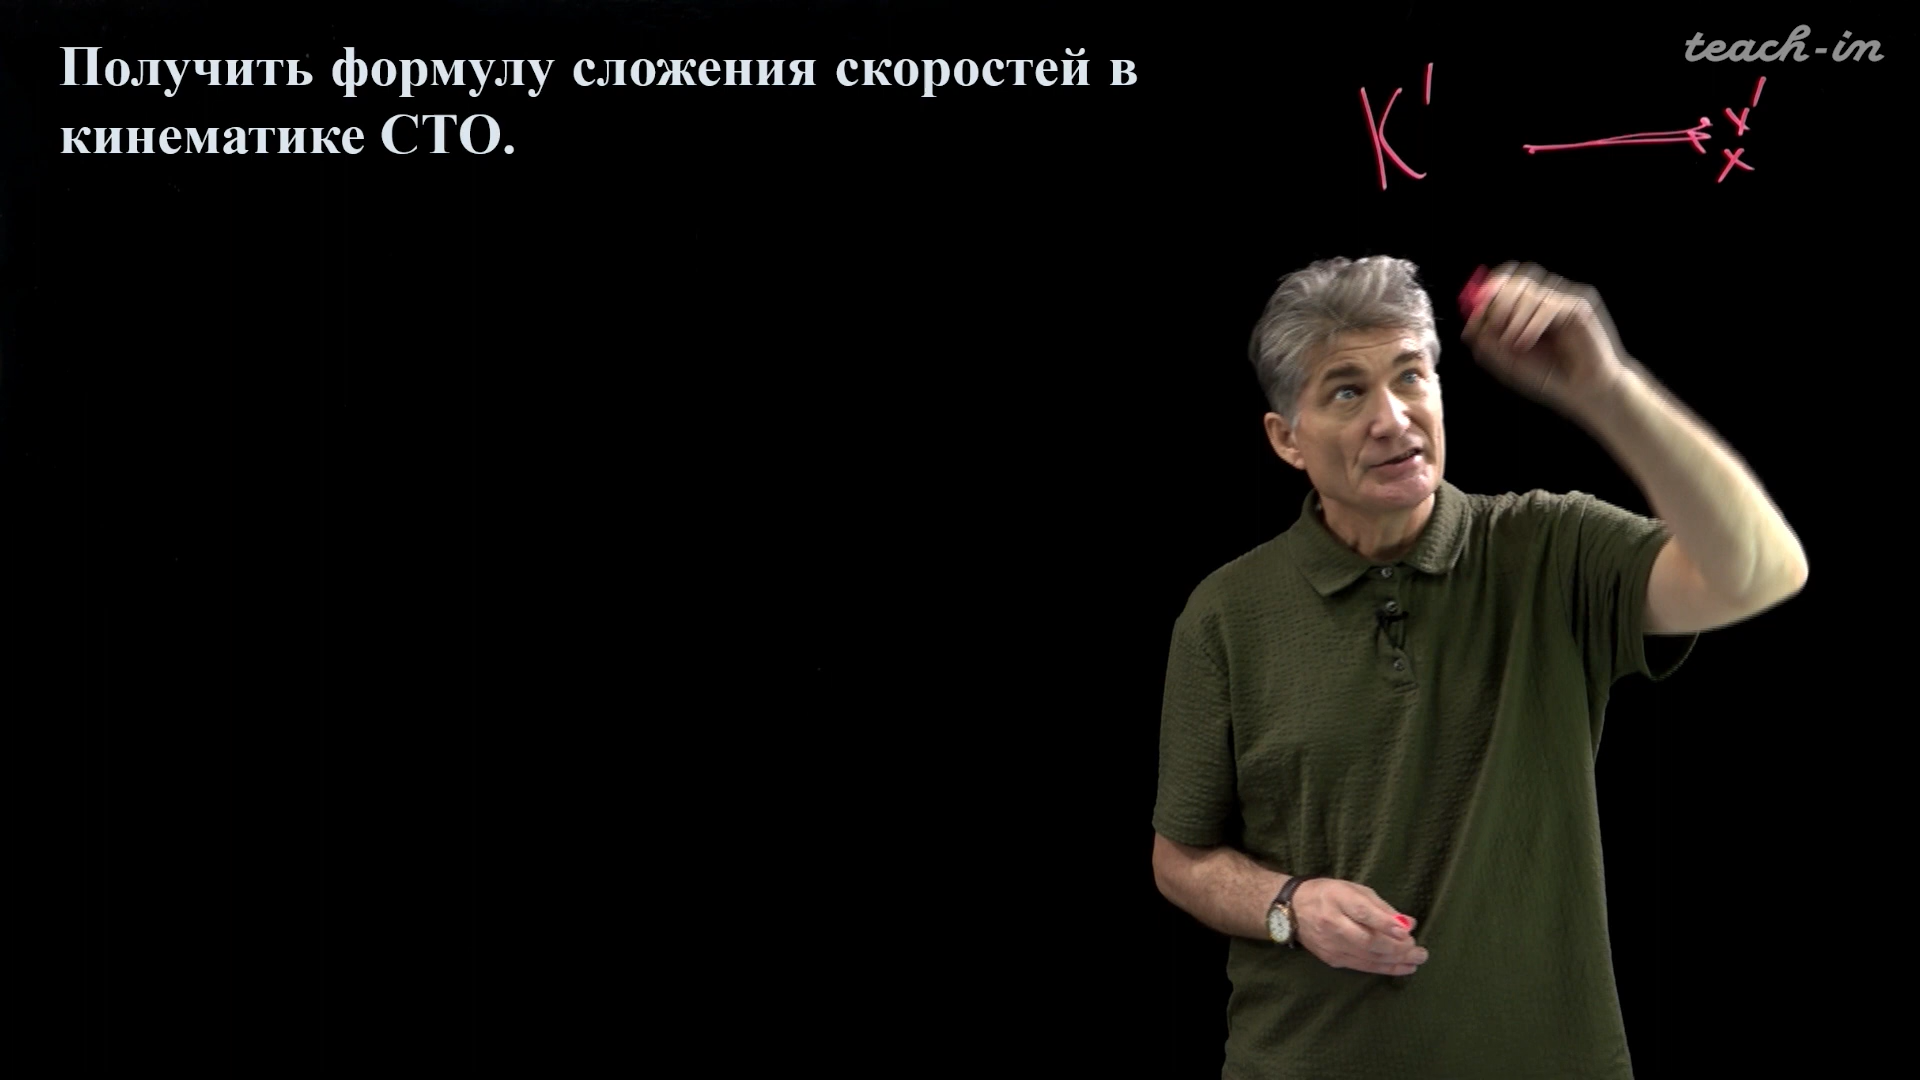 Получить формулу сложения скоростей в
кинематике СТО.
teach-in
K'
x'
x